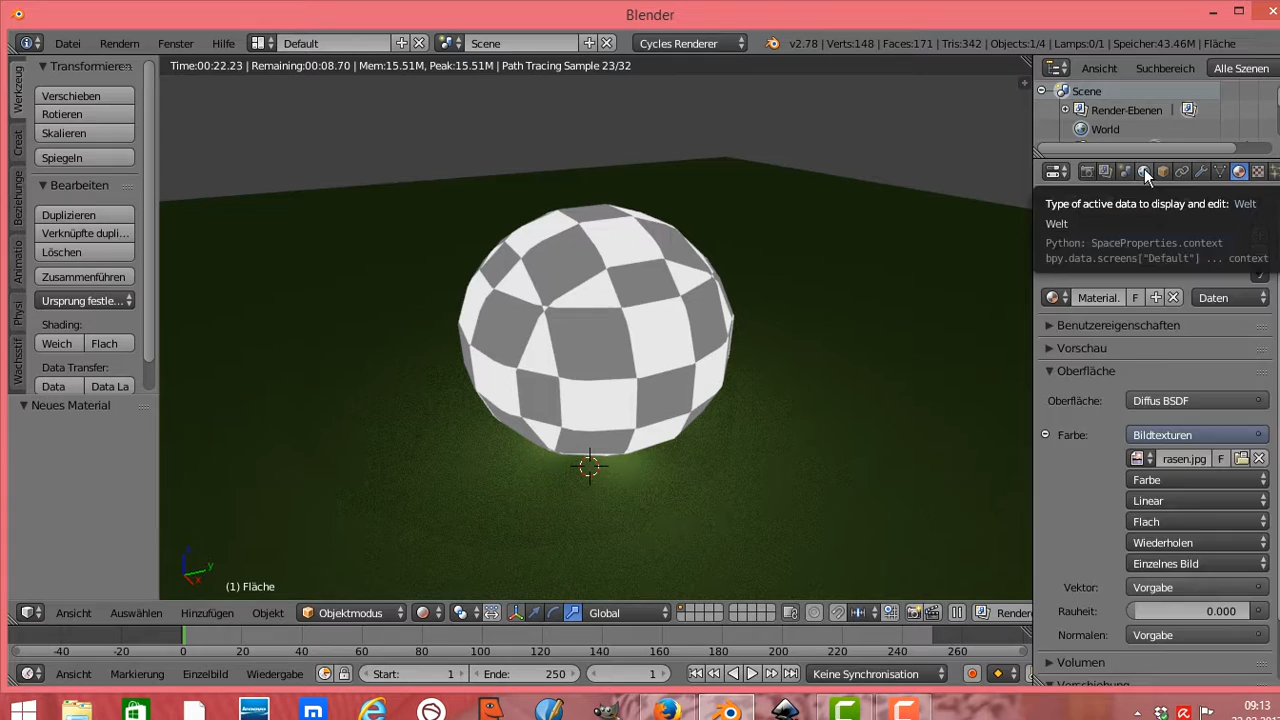 Blender
Datei Rendern Fenster Hilfe Default Scene Cycles Renderer v2.78 | Verts:148 | Faces:171 | Tris:342 | Objects:1/4 | Lamps:0/1 | Speicher:43.46M | Fläche
Time:00:22.23 | Remaining:00:08.70 | Mem:15.51M, Peak:15.51M | Path Tracing Sample 23/32
Ansicht Suchbereich Alle Szenen
Scene
Render-Ebenen |
World
Werkzeug
Creat
Beziehunge
Animatio
Physi
Wachsstif
Transformieren
Verschieben
Rotieren
Skalieren
Spiegeln
Bearbeiten
Duplizieren
Verknüpfte dupli...
Löschen
Zusammenführen
Ursprung festle...
Shading:
Weich Flach
Data Transfer:
Data Data La
Neues Material
Type of active data to display and edit: Welt
Welt
Python: SpaceProperties.context
bpy.data.screens["Default"] ... context
Material. F Daten
Benutzereigenschaften
Vorschau
Oberfläche
Oberfläche: Diffus BSDF
Farbe: Bildtexturen
rasen.jpg F
Farbe
Linear
Flach
Wiederholen
Einzelnes Bild
Vektor: Vorgabe
Rauheit: 0.000
Normalen: Vorgabe
Volumen
Verschiebung
z
y
x
(1) Fläche
Ansicht Auswählen Hinzufügen Objekt Objektmodus Global Rendere
-40 -20 0 20 40 60 80 100 120 140 160 180 200 220 240 260
Ansicht Markierung Einzelbild Wiedergabe Start: 1 Ende: 250 1 Keine Synchronisation
lenovo
09:13